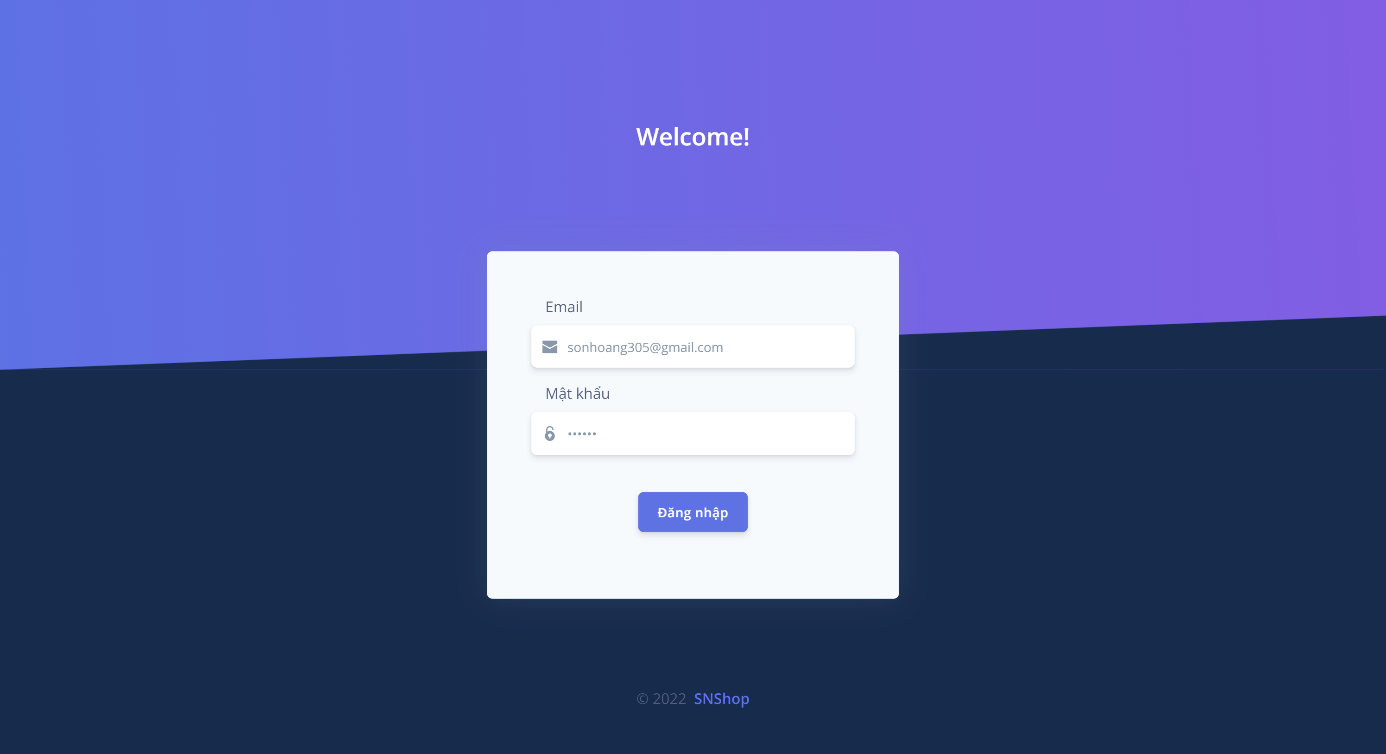 Welcome!
Email
sonhoang305@gmail.com
Mật khẩu
••••••
Đăng nhập
© 2022 SNShop